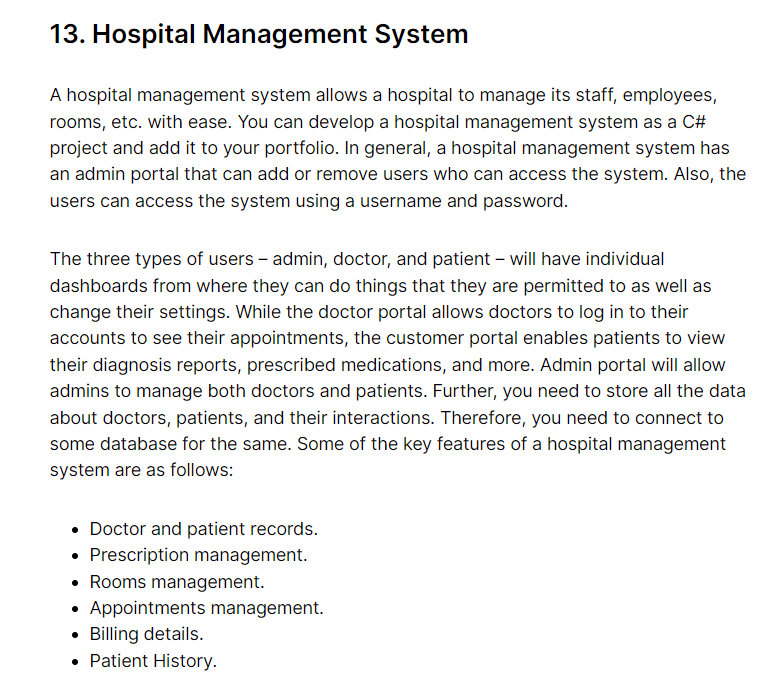 13. Hospital Management System
A hospital management system allows a hospital to manage its staff, employees,
rooms, etc. with ease. You can develop a hospital management system as a C#
project and add it to your portfolio. In general, a hospital management system has
an admin portal that can add or remove users who can access the system. Also, the
users can access the system using a username and password.
The three types of users – admin, doctor, and patient – will have individual
dashboards from where they can do things that they are permitted to as well as
change their settings. While the doctor portal allows doctors to log in to their
accounts to see their appointments, the customer portal enables patients to view
their diagnosis reports, prescribed medications, and more. Admin portal will allow
admins to manage both doctors and patients. Further, you need to store all the data
about doctors, patients, and their interactions. Therefore, you need to connect to
some database for the same. Some of the key features of a hospital management
system are as follows:
• Doctor and patient records.
• Prescription management.
• Rooms management.
• Appointments management.
• Billing details.
• Patient History.